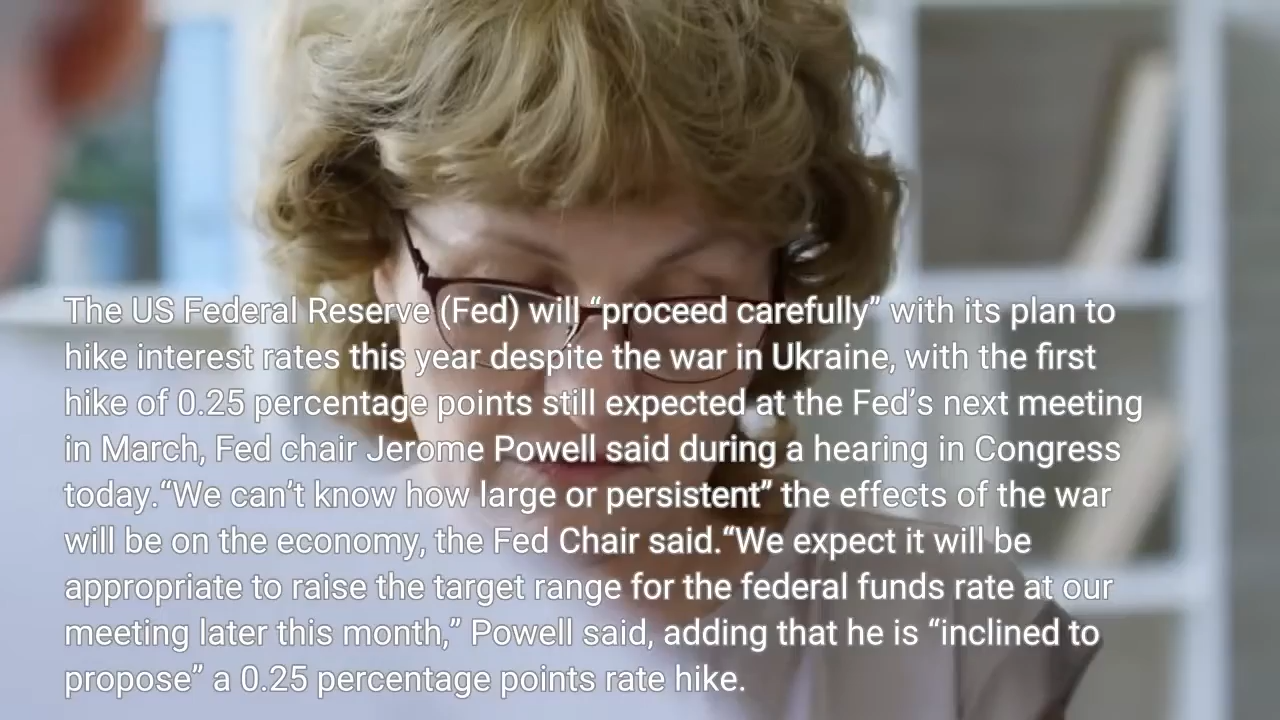 The US Federal Reserve (Fed) will “proceed carefully” with its plan to
hike interest rates this year despite the war in Ukraine, with the first
hike of 0.25 percentage points still expected at the Fed’s next meeting
in March, Fed chair Jerome Powell said during a hearing in Congress
today.“We can’t know how large or persistent” the effects of the war
will be on the economy, the Fed Chair said.“We expect it will be
appropriate to raise the target range for the federal funds rate at our
meeting later this month,” Powell said, adding that he is “inclined to
propose” a 0.25 percentage points rate hike.